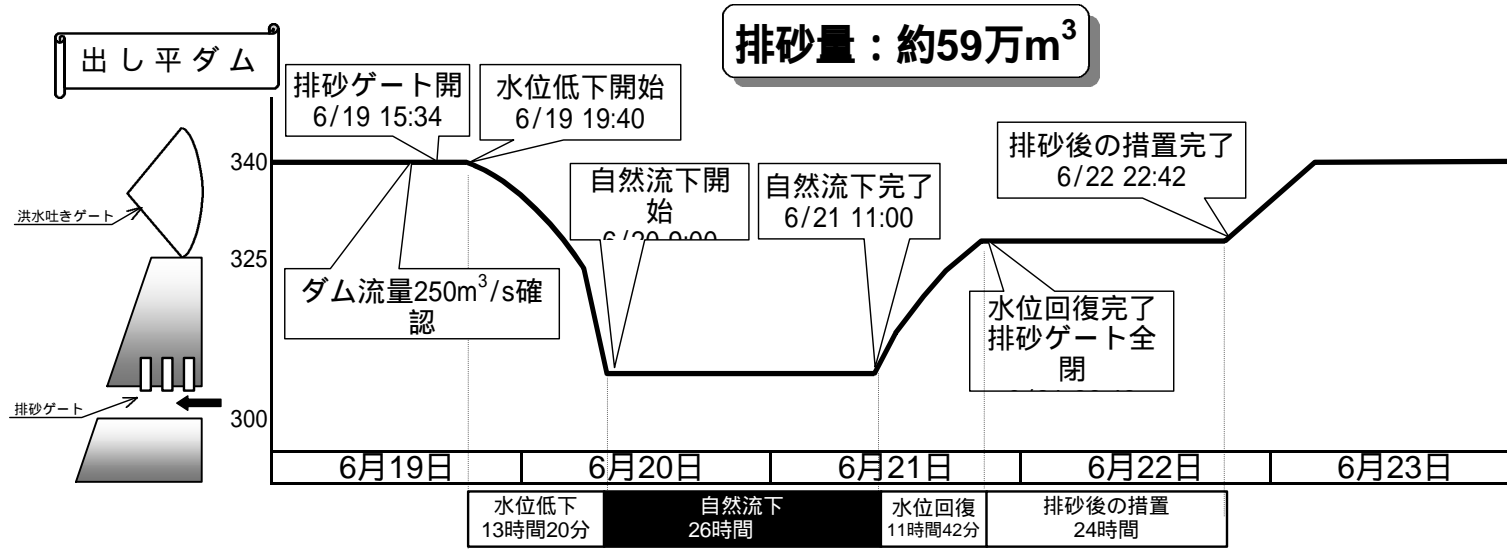 出し平ダム
排砂量：約59万m³
排砂ゲート開
6/19 15:34
水位低下開始
6/19 19:40
自然流下開
始
6/20 9:00
自然流下完了
6/21 11:00
排砂後の措置完了
6/22 22:42
340
洪水吐きゲート
325
ダム流量250m³/s確
認
水位回復完了
排砂ゲート全
閉
排砂ゲート
300
6月19日
6月20日
6月21日
6月22日
6月23日
水位低下
13時間20分
自然流下
26時間
水位回復
11時間42分
排砂後の措置
24時間